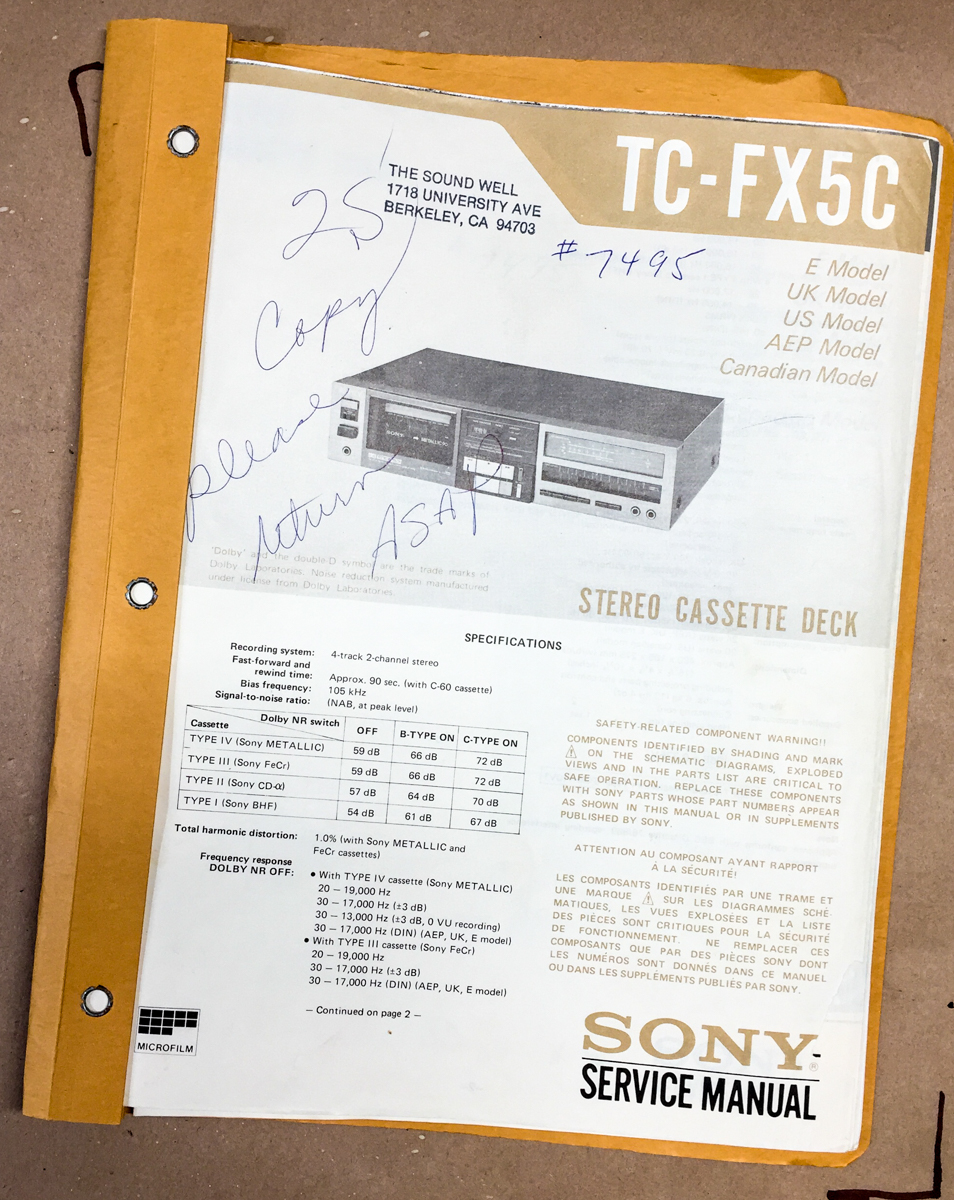 TC-FX5C
THE SOUND WELL
1718 UNIVERSITY AVE
BERKELEY, CA 94703
25
# 7495
Copy
please
return
ASAP
E Model
UK Model
US Model
AEP Model
Canadian Model
"Dolby" and the double-D symbol are the trade marks of
Dolby Laboratories. Noise reduction system manufactured
under license from Dolby Laboratories.
STEREO CASSETTE DECK
SPECIFICATIONS
Recording system: 4-track 2-channel stereo
Fast-forward and
rewind time: Approx. 90 sec. (with C-60 cassette)
Bias frequency: 105 kHz
Signal-to-noise ratio: (NAB, at peak level)
Cassette Dolby NR switch OFF B-TYPE ON C-TYPE ON
TYPE IV (Sony METALLIC) 59 dB 66 dB 72 dB
TYPE III (Sony FeCr) 59 dB 66 dB 72 dB
TYPE II (Sony CD-α) 57 dB 64 dB 70 dB
TYPE I (Sony BHF) 54 dB 61 dB 67 dB
Total harmonic distortion: 1.0% (with Sony METALLIC and
FeCr cassettes)
Frequency response
DOLBY NR OFF:
• With TYPE IV cassette (Sony METALLIC)
20 — 19,000 Hz
30 — 17,000 Hz (±3 dB)
30 — 13,000 Hz (±3 dB, 0 VU recording)
30 — 17,000 Hz (DIN) (AEP, UK, E model)
• With TYPE III cassette (Sony FeCr)
20 — 19,000 Hz
30 — 17,000 Hz (±3 dB)
30 — 17,000 Hz (DIN) (AEP, UK, E model)
— Continued on page 2 —
MICROFILM
SAFETY-RELATED COMPONENT WARNING!!
COMPONENTS IDENTIFIED BY SHADING AND MARK
⚠ ON THE SCHEMATIC DIAGRAMS, EXPLOBED
VIEWS AND IN THE PARTS LIST ARE CRITICAL TO
SAFE OPERATION. REPLACE THESE COMPONENTS
WITH SONY PARTS WHOSE PART NUMBERS APPEAR
AS SHOWN IN THIS MANUAL OR IN SUPPLEMENTS
PUBLISHED BY SONY.
ATTENTION AU COMPOSANT AYANT RAPPORT
À LA SÉCURITÉ!
LES COMPOSANTS IDENTIFIÉS PAR UNE TRAME ET
UNE MARQUE ⚠ SUR LES DIAGRAMMES SCHÉ-
MATIQUES, LES VUES EXPLOSÉES ET LA LISTE
DES PIÈCES SONT CRITIQUES POUR LA SÉCURITÉ
DE FONCTIONNEMENT. NE REMPLACER CES
COMPOSANTS QUE PAR DES PIÈCES SONY DONT
LES NUMÉROS SONT DONNÉS DANS CE MANUEL
OU DANS LES SUPPLÉMENTS PUBLIÉS PAR SONY.
SONY®
SERVICE MANUAL